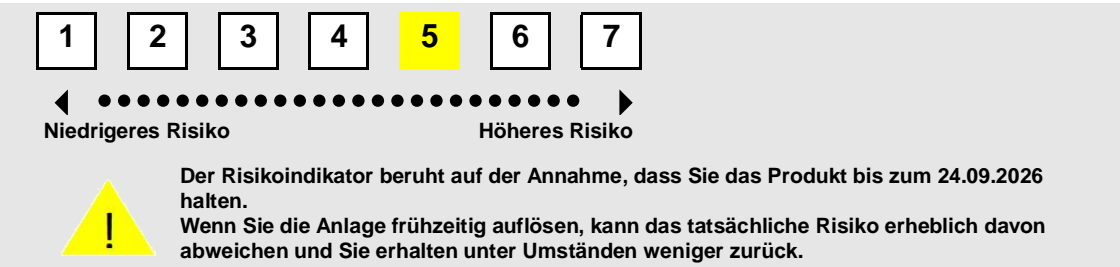 1 2 3 4 5 6 7
Niedrigeres Risiko Höheres Risiko
Der Risikoindikator beruht auf der Annahme, dass Sie das Produkt bis zum 24.09.2026
halten.
Wenn Sie die Anlage frühzeitig auflösen, kann das tatsächliche Risiko erheblich davon
abweichen und Sie erhalten unter Umständen weniger zurück.
!